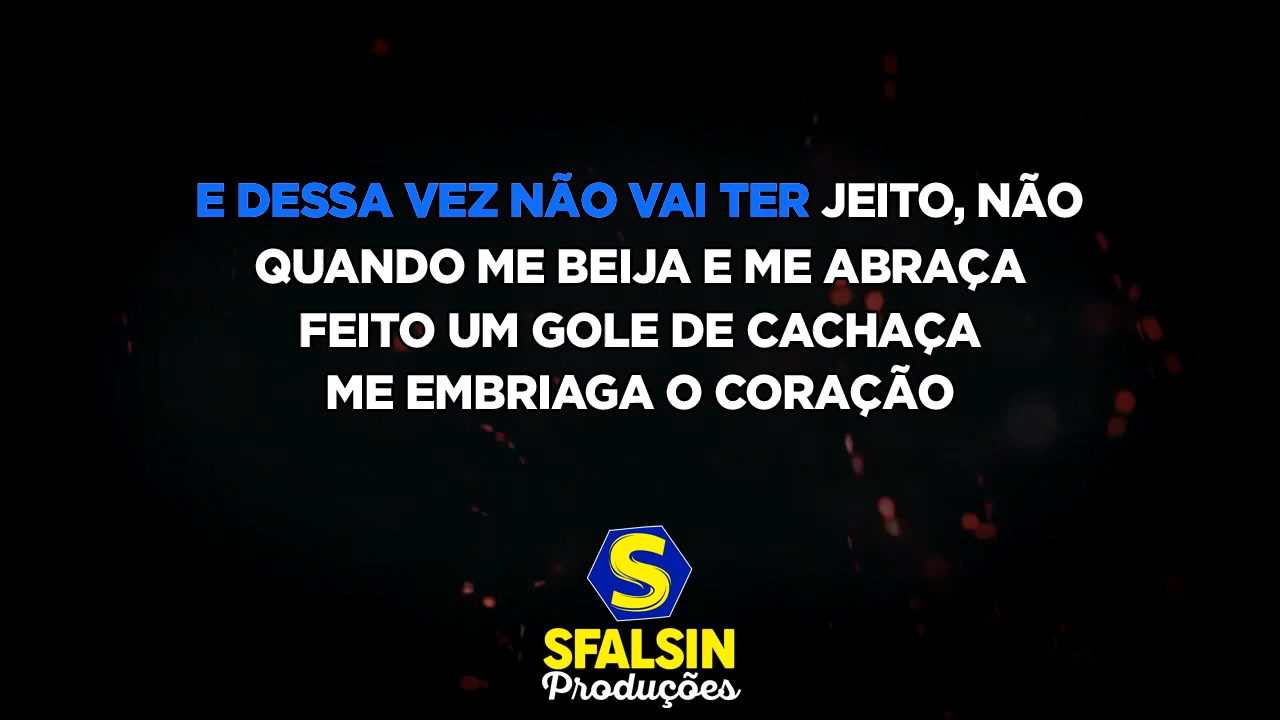 E DESSA VEZ NÃO VAI TER JEITO, NÃO
QUANDO ME BEIJA E ME ABRAÇA
FEITO UM GOLE DE CACHAÇA
ME EMBRIAGA O CORAÇÃO
S
SFALSIN
Produções